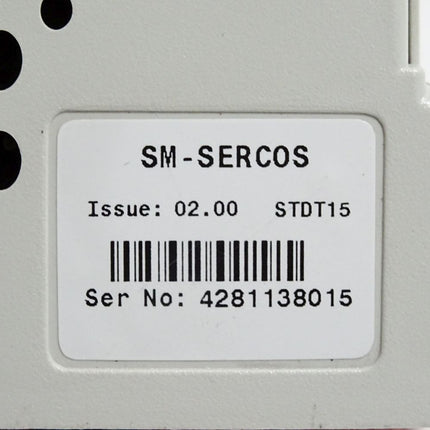 SM-SERCOS
Issue: 02.00 STDT15
Ser No: 4281138015